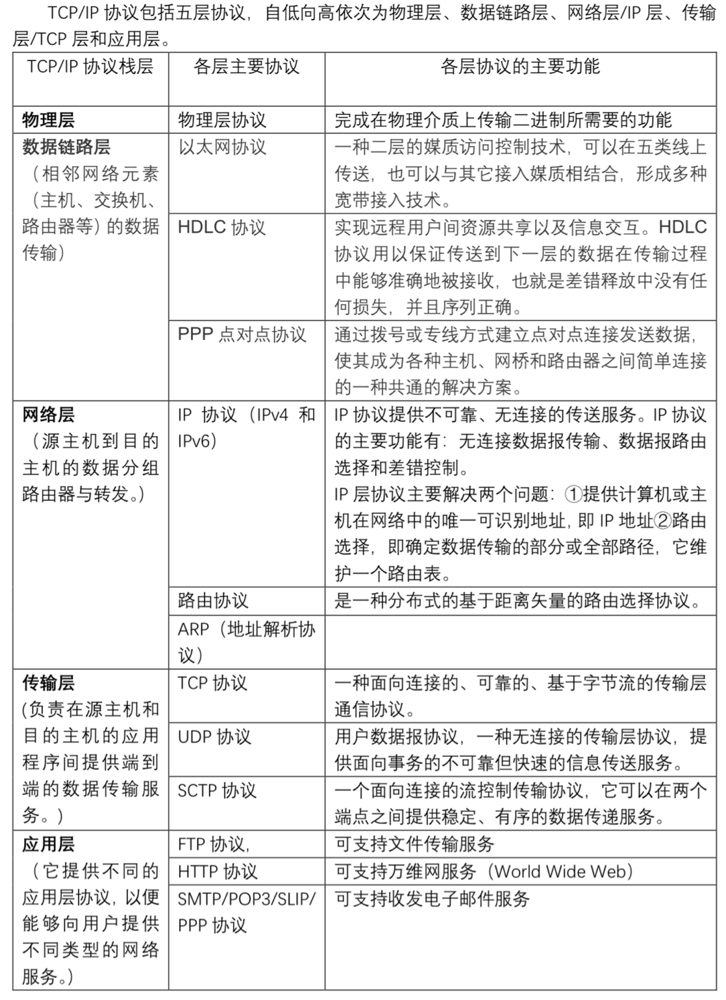 TCP/IP 协议包括五层协议，自低向高依次为物理层、数据链路层、网络层/IP 层、传输
层/TCP 层和应用层。
TCP/IP 协议栈层
各层主要协议
各层协议的主要功能
物理层
物理层协议
完成在物理介质上传输二进制所需要的功能
数据链路层
（相邻网络元素
（主机、交换机、
路由器等）的数据
传输）
以太网协议
一种二层的媒质访问控制技术，可以在五类线上
传送，也可以与其它接入媒质相结合，形成多种
宽带接入技术。
HDLC 协议
实现远程用户间资源共享以及信息交互。HDLC
协议用以保证传送到下一层的数据在传输过程
中能够准确地被接收，也就是差错释放中没有任
何损失，并且序列正确。
PPP 点对点协议
通过拨号或专线方式建立点对点连接发送数据，
使其成为各种主机、网桥和路由器之间简单连接
的一种共通的解决方案。
网络层
（源主机到目的
主机的数据分组
路由器与转发。）
IP 协议（IPv4 和
IPv6）
IP 协议提供不可靠、无连接的传送服务。IP 协议
的主要功能有：无连接数据报传输、数据报路由
选择和差错控制。
IP 层协议主要解决两个问题：①提供计算机或主
机在网络中的唯一可识别地址，即 IP 地址②路由
选择，即确定数据传输的部分或全部路径，它维
护一个路由表。
路由协议
是一种分布式的基于距离矢量的路由选择协议。
ARP（地址解析协
议）
传输层
（负责在源主机和
目的主机的应用
程序间提供端到
端的数据传输服
务。）
TCP 协议
一种面向连接的、可靠的、基于字节流的传输层
通信协议。
UDP 协议
用户数据报协议，一种无连接的传输层协议，提
供面向事务的不可靠但快速的信息传送服务。
SCTP 协议
一个面向连接的流控制传输协议，它可以在两个
端点之间提供稳定、有序的数据传递服务。
应用层
（它提供不同的
应用层协议，以便
能够向用户提供
不同类型的网络
服务。）
FTP 协议，
可支持文件传输服务
HTTP 协议
可支持万维网服务（World Wide Web）
SMTP/POP3/SLIP/
PPP 协议
可支持收发电子邮件服务